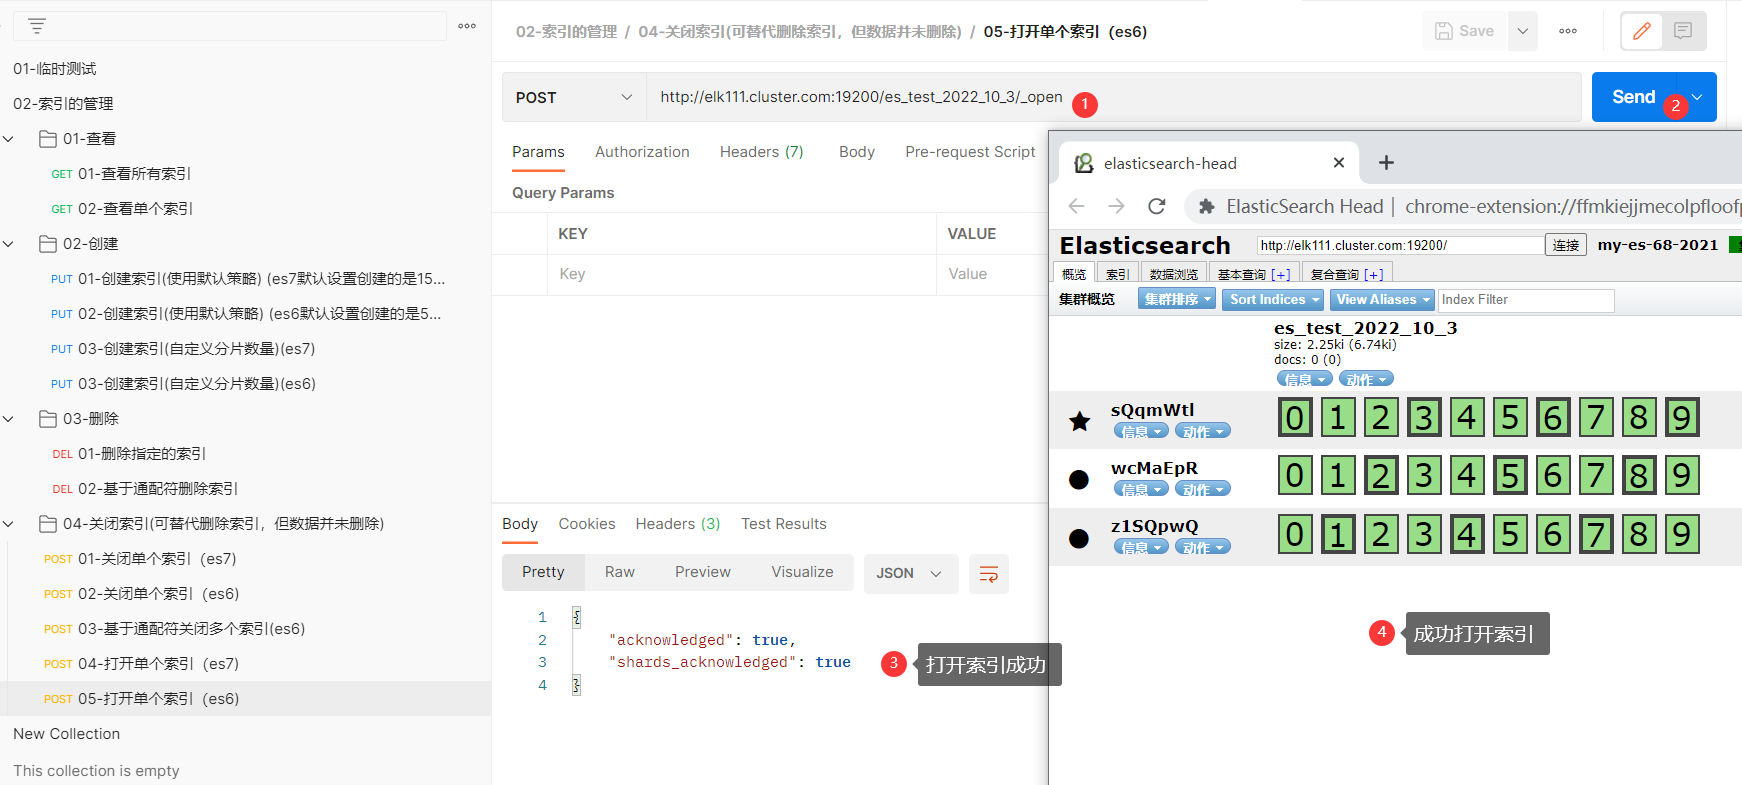 01-临时测试
02-索引的管理
01-查看
GET 01-查看所有索引
GET 02-查看单个索引
02-创建
PUT 01-创建索引(使用默认策略) (es7默认设置创建的是15...
PUT 02-创建索引(使用默认策略) (es6默认设置创建的是5...
PUT 03-创建索引(自定义分片数量)(es7)
PUT 03-创建索引(自定义分片数量)(es6)
03-删除
DEL 01-删除指定的索引
DEL 02-基于通配符删除索引
04-关闭索引(可替代删除索引，但数据并未删除)
POST 01-关闭单个索引（es7)
POST 02-关闭单个索引（es6)
POST 03-基于通配符关闭多个索引(es6)
POST 04-打开单个索引（es7)
POST 05-打开单个索引（es6)
New Collection
This collection is empty
02-索引的管理 / 04-关闭索引(可替代删除索引，但数据并未删除) / 05-打开单个索引（es6)
Save
POST http://elk111.cluster.com:19200/es_test_2022_10_3/_open
1
Send
2
Params Authorization Headers (7) Body Pre-request Script
Query Params
KEY VALUE
Key Value
Body Cookies Headers (3) Test Results
Pretty Raw Preview Visualize JSON
1 {
2 "acknowledged": true,
3 "shards_acknowledged": true
4 }
3 打开索引成功
elasticsearch-head
ElasticSearch Head | chrome-extension://ffmkiejjmecolpfloofp
Elasticsearch http://elk111.cluster.com:19200/ 连接 my-es-68-2021
概览 索引 数据浏览 基本查询 [+] 复合查询 [+]
集群概览 集群排序 Sort Indices View Aliases Index Filter
es_test_2022_10_3
size: 2.25ki (6.74ki)
docs: 0 (0)
信息 动作
sQqmWtl 0 1 2 3 4 5 6 7 8 9
信息 动作
wcMaEpR 0 1 2 3 4 5 6 7 8 9
信息 动作
z1SQpwQ 0 1 2 3 4 5 6 7 8 9
信息 动作
4 成功打开索引